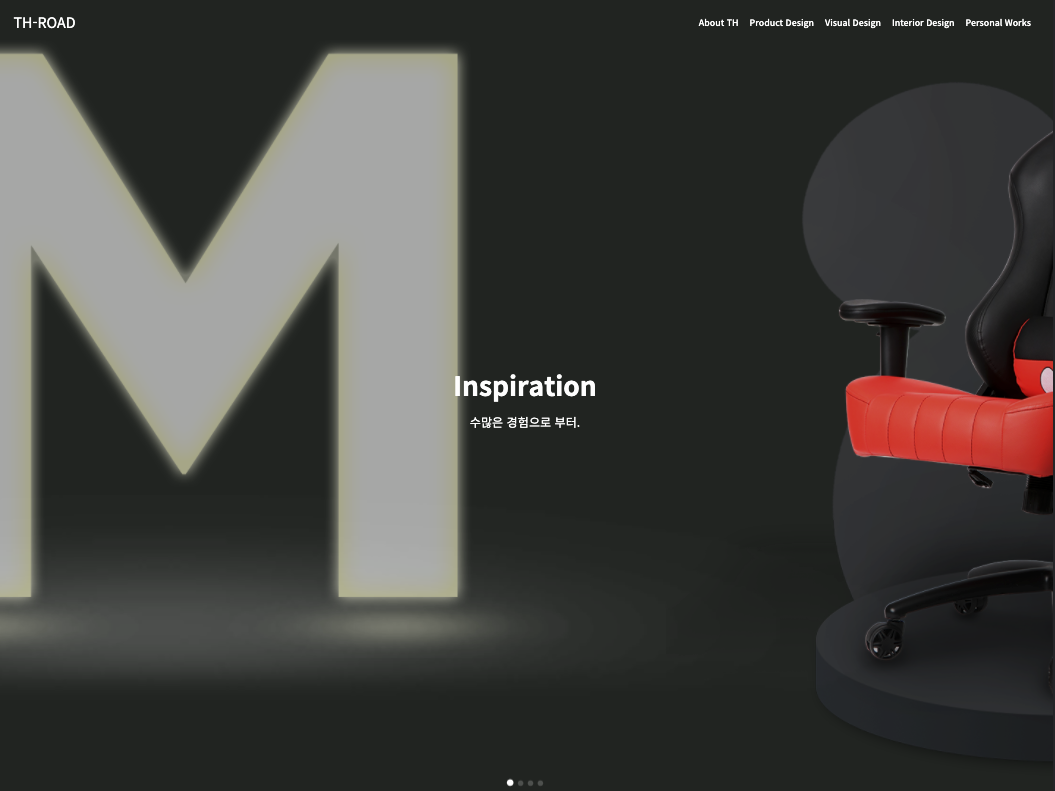 TH-ROAD
About TH Product Design Visual Design Interior Design Personal Works
M
Inspiration
수많은 경험으로 부터.